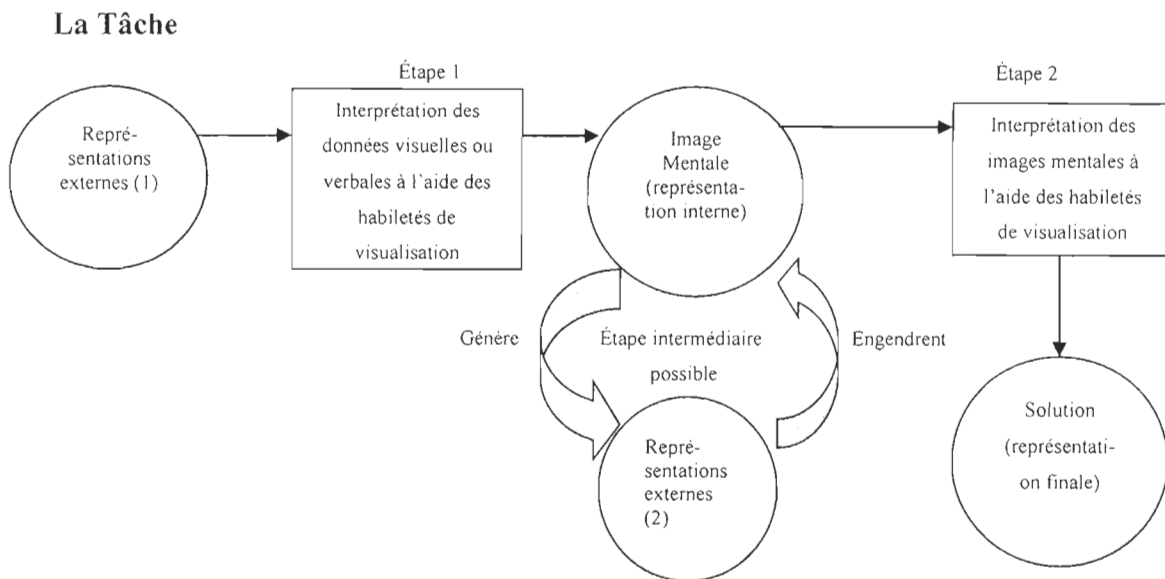 La Tâche
Étape 1
Étape 2
Repré-
sentations
externes (1)
Interprétation des
données visuelles ou
verbales à l'aide des
habiletés de
visualisation
Image
Mentale
(représenta-
tion interne)
Interprétation des
images mentales à
l'aide des habiletés
de visualisation
Génère
Étape intermédiaire
possible
Engendrent
Repré-
sentations
externes
(2)
Solution
(représentati-
on finale)